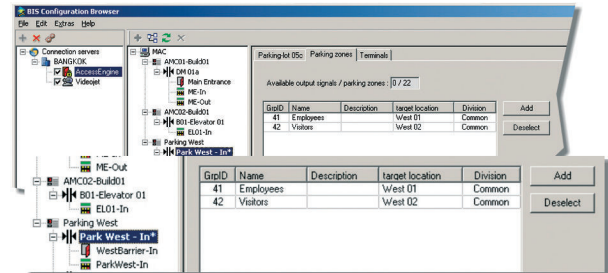 BIS Configuration Browser
File Edit Extras Help
Connection servers
BANGKOK
AccessEngine
Videojet
MAC
AMC01-Build01
DM 01a
Main Entrance
ME-In
ME-Out
AMC02-Build01
B01-Elevator 01
EL01-In
Parking West
Park West - In*
Parking-lot 05c Parking zones Terminals
Available output signals / parking zones : 0 / 22
GrpID Name Description target location Division
41 Employees West 01 Common
42 Visitors West 02 Common
Add
Deselect
ME-Out
AMC02-Build01
B01-Elevator 01
EL01-In
Parking West
Park West - In*
WestBarrier-In
ParkWest-In
GrpID Name Description target location Division
41 Employees West 01 Common
42 Visitors West 02 Common
Add
Deselect